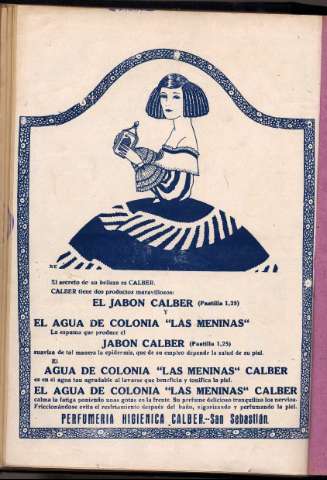 El secreto de su belleza es CALBER.
CALBER tiene dos productos maravillosos:
EL JABON CALBER (Pastilla 1,25)
Y
EL AGUA DE COLONIA "LAS MENINAS"
La espuma que produce el
JABON CALBER (Pastilla 1,25)
suaviza de tal manera la epidermis, que de su empleo depende la salud de su piel.
El
AGUA DE COLONIA "LAS MENINAS" CALBER
es en el agua tan agradable al lavarse que beneficia y tonifica la piel.
EL AGUA DE COLONIA "LAS MENINAS" CALBER
calma la fatiga poniendo unas gotas en la frente. Su perfume delicioso tranquiliza los nervios.
Friccionándose evita el enfriamiento después del baño, vigorizando y perfumando la piel.
PERFUMERIA HIGIENICA CALBER.-San Sebastián.